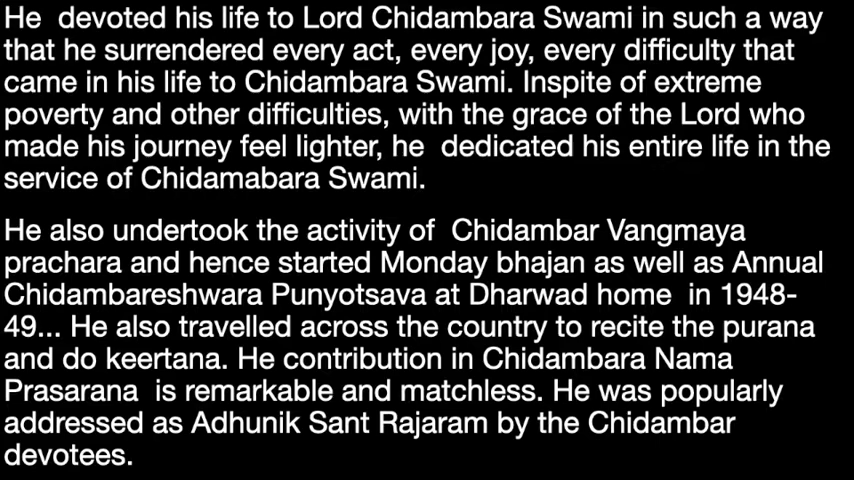 He  devoted his life to Lord Chidambara Swami in such a way
that he surrendered every act, every joy, every difficulty that
came in his life to Chidambara Swami. Inspite of extreme
poverty and other difficulties, with the grace of the Lord who
made his journey feel lighter, he  dedicated his entire life in the
service of Chidamabara Swami.
He also undertook the activity of  Chidambar Vangmaya
prachara and hence started Monday bhajan as well as Annual
Chidambareshwara Punyotsava at Dharwad home  in 1948-
49... He also travelled across the country to recite the purana
and do keertana. He contribution in Chidambara Nama
Prasarana  is remarkable and matchless. He was popularly
addressed as Adhunik Sant Rajaram by the Chidambar
devotees.